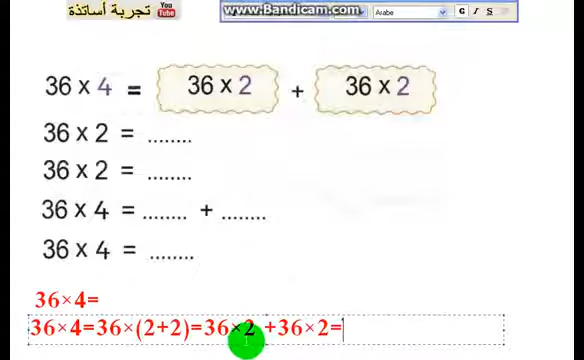 تجربة أساتذة YouTube www.Bandicam.com Arabe G I S
36 x 4 = 36 x 2 + 36 x 2
36 x 2 = ........
36 x 2 = ........
36 x 4 = ........ + ........
36 x 4 = ........
36×4=
36×4=36×(2+2)=36×2 +36×2=